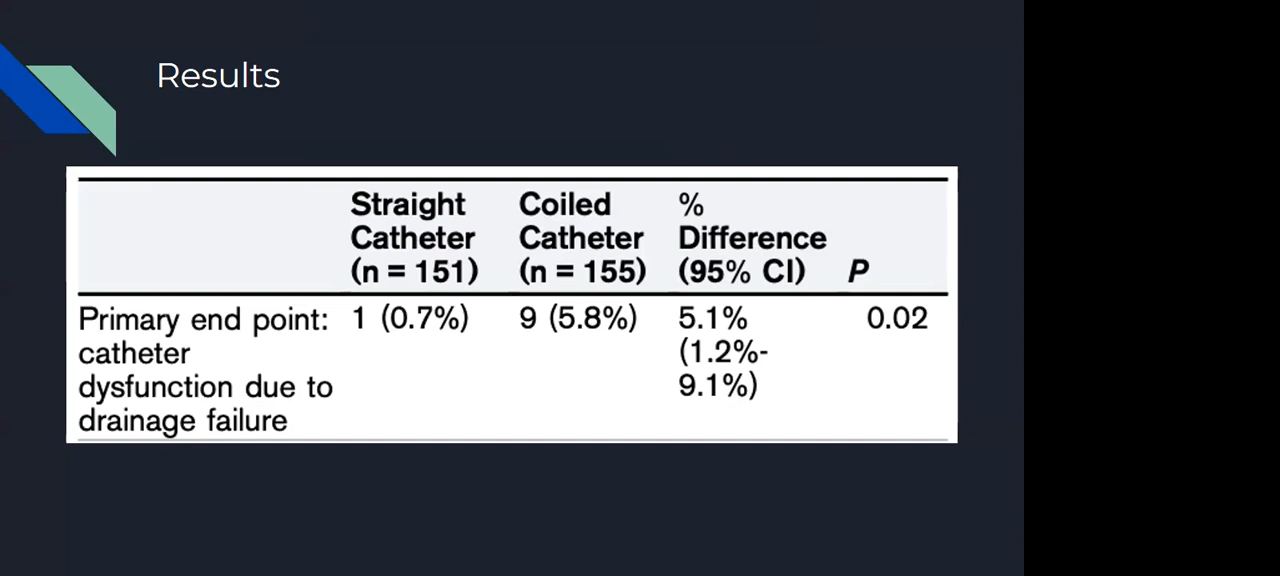 Results
Straight Coiled %
Catheter Catheter Difference
(n = 151) (n = 155) (95% CI) P
Primary end point: 1 (0.7%) 9 (5.8%) 5.1% 0.02
catheter (1.2%-
dysfunction due to 9.1%)
drainage failure